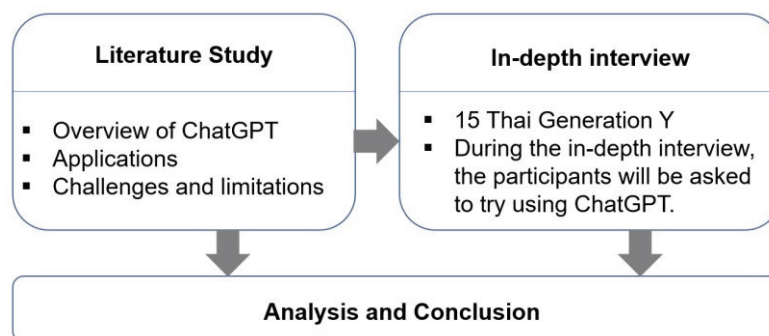 Literature Study
▪ Overview of ChatGPT
▪ Applications
▪ Challenges and limitations
In-depth interview
▪ 15 Thai Generation Y
▪ During the in-depth interview,
the participants will be asked
to try using ChatGPT.
Analysis and Conclusion